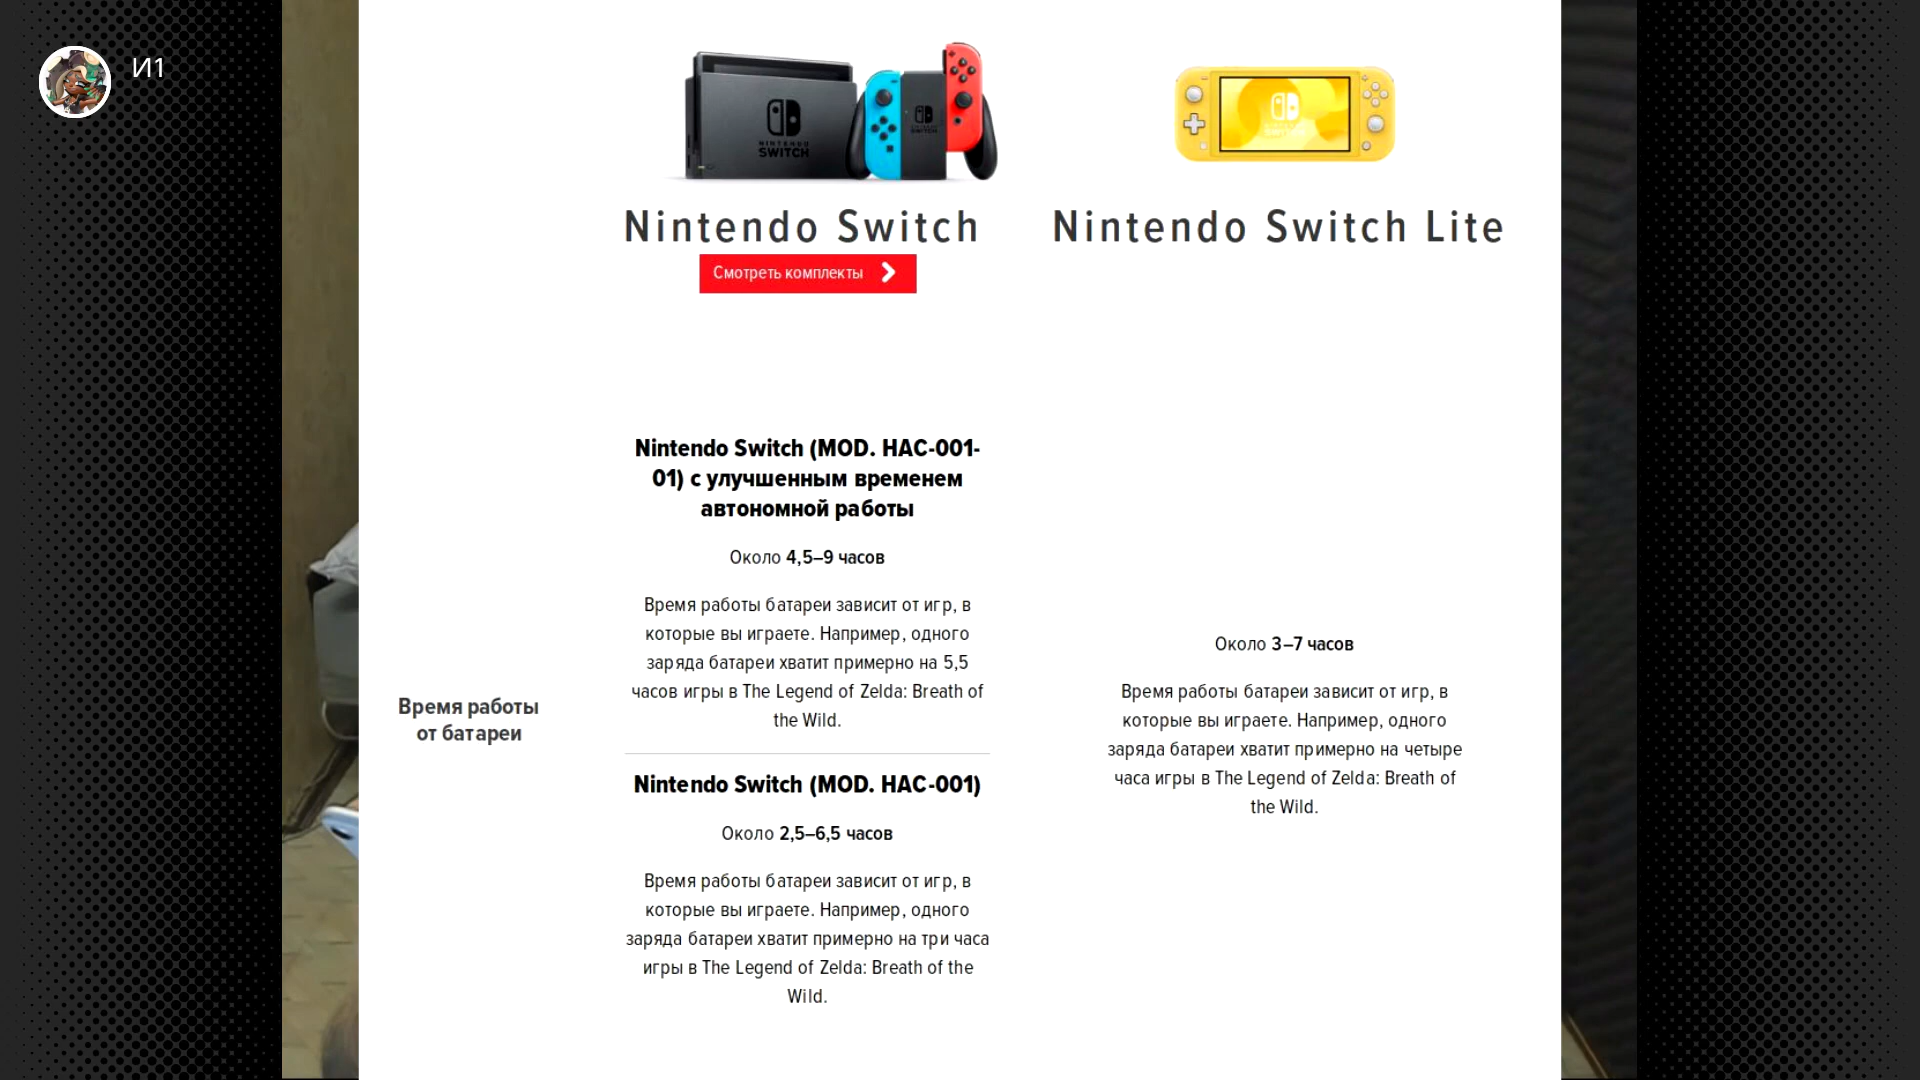 И1
NINTENDO
SWITCH
NINTENDO
SWITCH
NINTENDO
SWITCH
Nintendo Switch
Nintendo Switch Lite
Смотреть комплекты
Nintendo Switch (MOD. HAC-001-
01) с улучшенным временем
автономной работы
Около 4,5–9 часов
Время работы батареи зависит от игр, в
которые вы играете. Например, одного
заряда батареи хватит примерно на 5,5
часов игры в The Legend of Zelda: Breath of
the Wild.
Время работы
от батареи
Nintendo Switch (MOD. HAC-001)
Около 2,5–6,5 часов
Время работы батареи зависит от игр, в
которые вы играете. Например, одного
заряда батареи хватит примерно на три часа
игры в The Legend of Zelda: Breath of the
Wild.
Около 3–7 часов
Время работы батареи зависит от игр, в
которые вы играете. Например, одного
заряда батареи хватит примерно на четыре
часа игры в The Legend of Zelda: Breath of
the Wild.